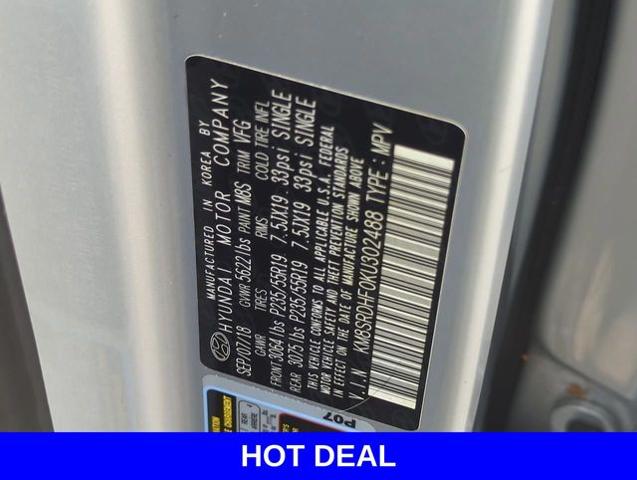 MANUFACTURED IN KOREA BY
HYUNDAI MOTOR COMPANY
SEP/07/18 GVWR 5622lbs PAINT M8S TRIM VFG
GAWR TIRES RIMS COLD TIRE INFL
FRONT 3064 lbs P235/55R19 7.5JX19 33psi SINGLE
REAR 3075 lbs P235/55R19 7.5JX19 33psi SINGLE
THIS VEHICLE CONFORMS TO ALL APPLICABLE U.S.A. FEDERAL
MOTOR VEHICLE SAFETY AND THEFT PREVENTION STANDARDS
IN EFFECT ON THE DATE OF MANUFACTURE SHOWN ABOVE
V.I.N : KM8SRDHF0KU302488 TYPE : MPV
P07
REAR
HOT DEAL